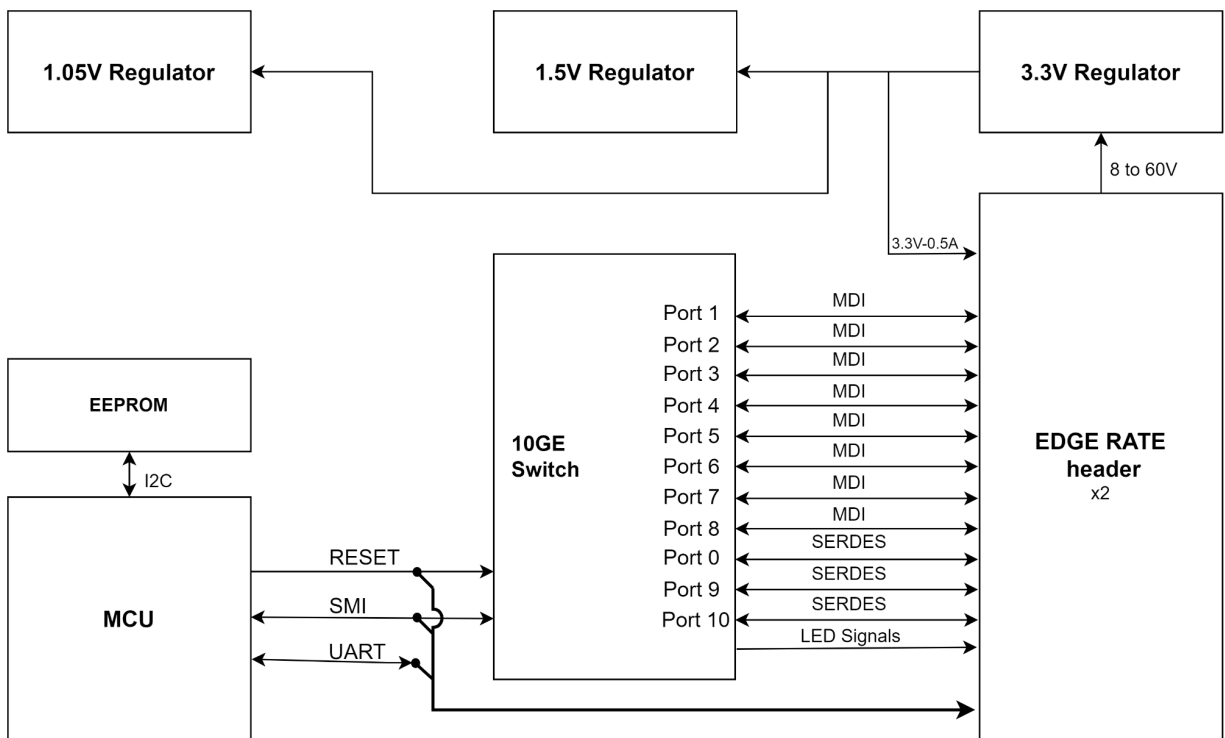 1.05V Regulator
1.5V Regulator
3.3V Regulator
8 to 60V
3.3V-0.5A
Port 1
MDI
Port 2
MDI
Port 3
MDI
Port 4
MDI
Port 5
MDI
Port 6
MDI
Port 7
MDI
Port 8
MDI
Port 0
SERDES
Port 9
SERDES
Port 10
SERDES
LED Signals
10GE
Switch
EDGE RATE
header
x2
EEPROM
I2C
MCU
RESET
SMI
UART